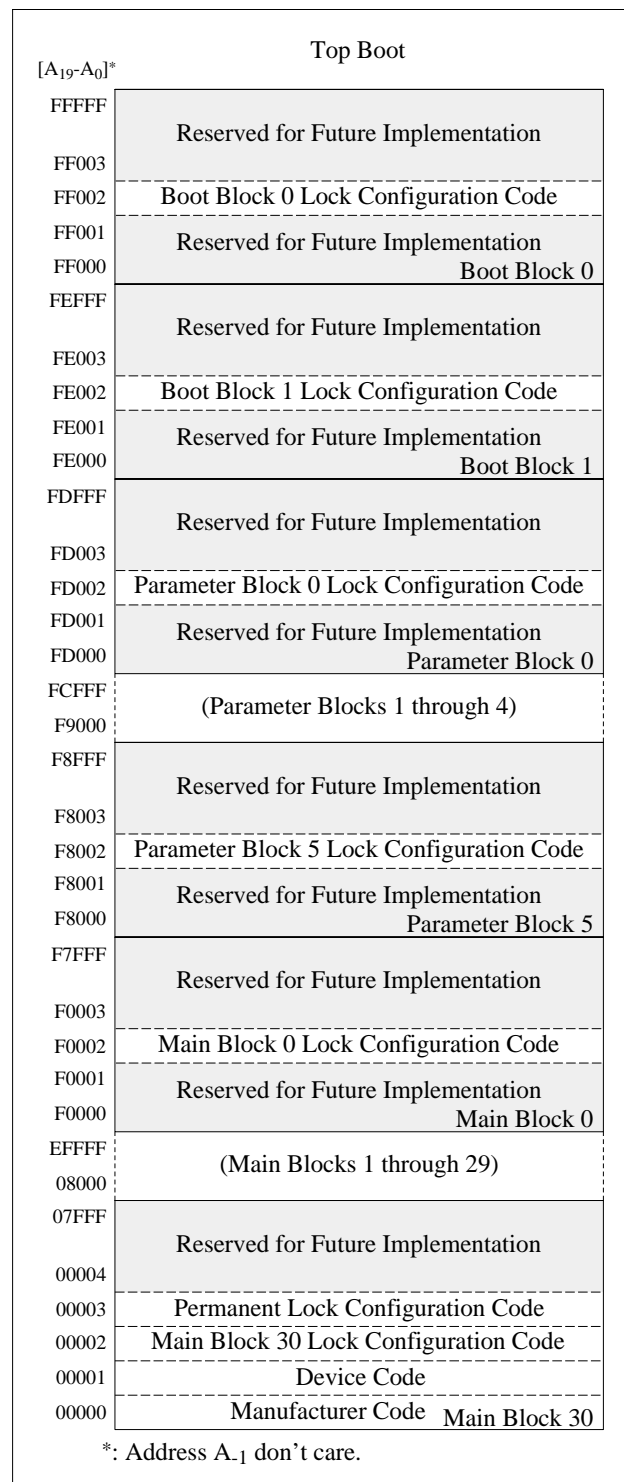 Top Boot
[A19-A0]*
FFFFF
Reserved for Future Implementation
FF003
FF002 Boot Block 0 Lock Configuration Code
FF001
Reserved for Future Implementation
FF000
Boot Block 0
FEFFF
Reserved for Future Implementation
FE003
FE002 Boot Block 1 Lock Configuration Code
FE001
Reserved for Future Implementation
FE000
Boot Block 1
FDFFF
Reserved for Future Implementation
FD003
FD002 Parameter Block 0 Lock Configuration Code
FD001
Reserved for Future Implementation
FD000
Parameter Block 0
FCFFF
(Parameter Blocks 1 through 4)
F9000
F8FFF
Reserved for Future Implementation
F8003
F8002 Parameter Block 5 Lock Configuration Code
F8001
Reserved for Future Implementation
F8000
Parameter Block 5
F7FFF
Reserved for Future Implementation
F0003
F0002 Main Block 0 Lock Configuration Code
F0001
Reserved for Future Implementation
F0000
Main Block 0
EFFFF
(Main Blocks 1 through 29)
08000
07FFF
Reserved for Future Implementation
00004
00003 Permanent Lock Configuration Code
00002 Main Block 30 Lock Configuration Code
00001 Device Code
00000 Manufacturer Code Main Block 30
*: Address A-1 don't care.